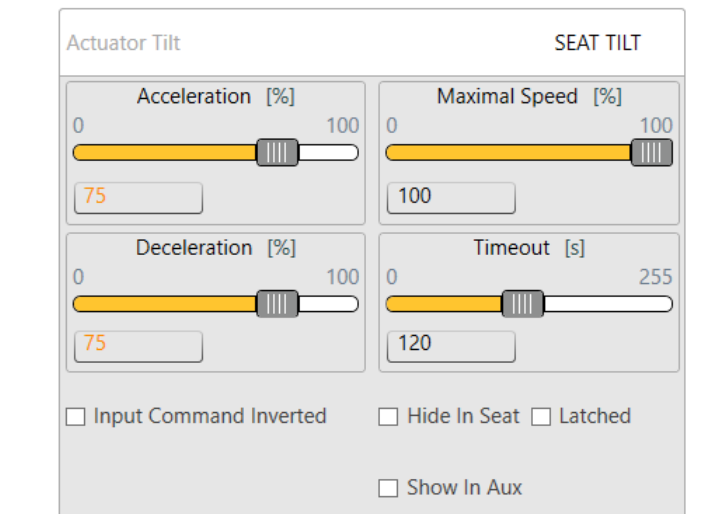 Actuator Tilt SEAT TILT
Acceleration [%] Maximal Speed [%]
0 100 0 100
75 100
Deceleration [%] Timeout [s]
0 100 0 255
75 120
Input Command Inverted Hide In Seat Latched
Show In Aux